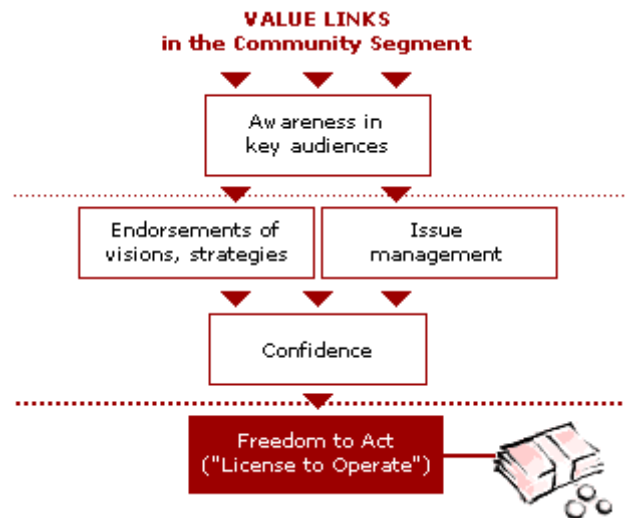 VALUE LINKS
in the Community Segment
Awareness in
key audiences
Endorsements of
visions, strategies
Issue
management
Confidence
Freedom to Act
("License to Operate")